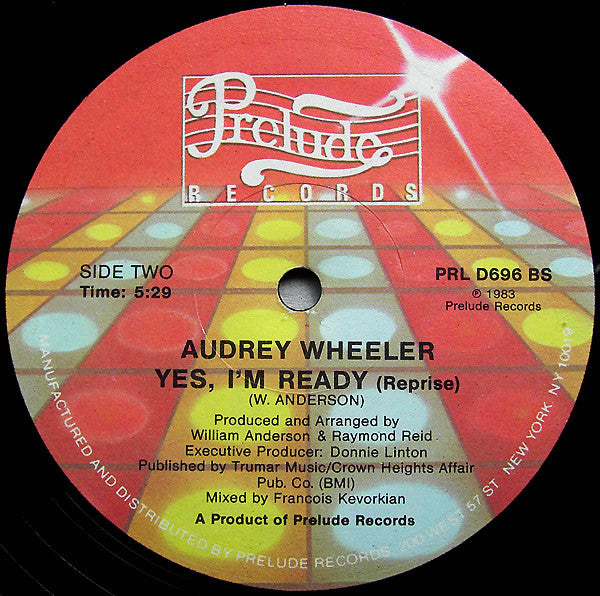 Prelude
RECORDS
SIDE TWO
Time: 5:29
PRL D696 BS
℗ 1983
Prelude Records
AUDREY WHEELER
YES, I'M READY (Reprise)
(W. ANDERSON)
Produced and Arranged by
William Anderson & Raymond Reid
Executive Producer: Donnie Linton
Published by Trumar Music/Crown Heights Affair
Pub. Co. (BMI)
Mixed by Francois Kevorkian
A Product of Prelude Records
MANUFACTURED AND DISTRIBUTED BY PRELUDE RECORDS, 200 WEST 57 ST NEW YORK NY 10019